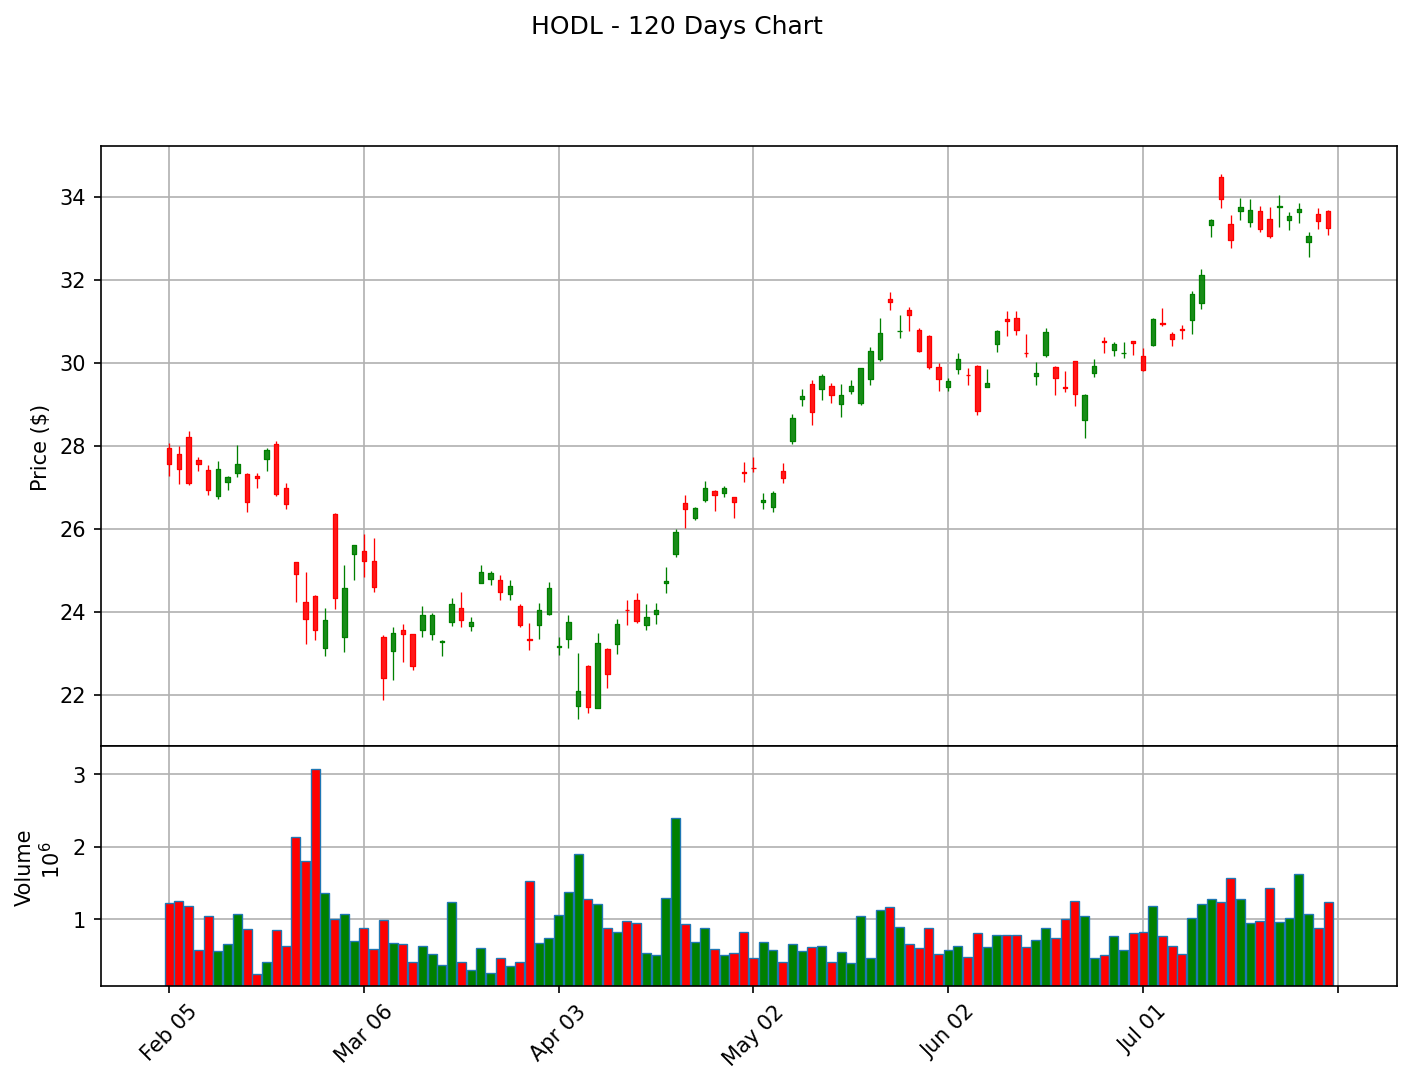 HODL - 120 Days Chart
Price ($)
34
32
30
28
26
24
22
Volume
10^6
3
2
1
Feb 05
Mar 06
Apr 03
May 02
Jun 02
Jul 01